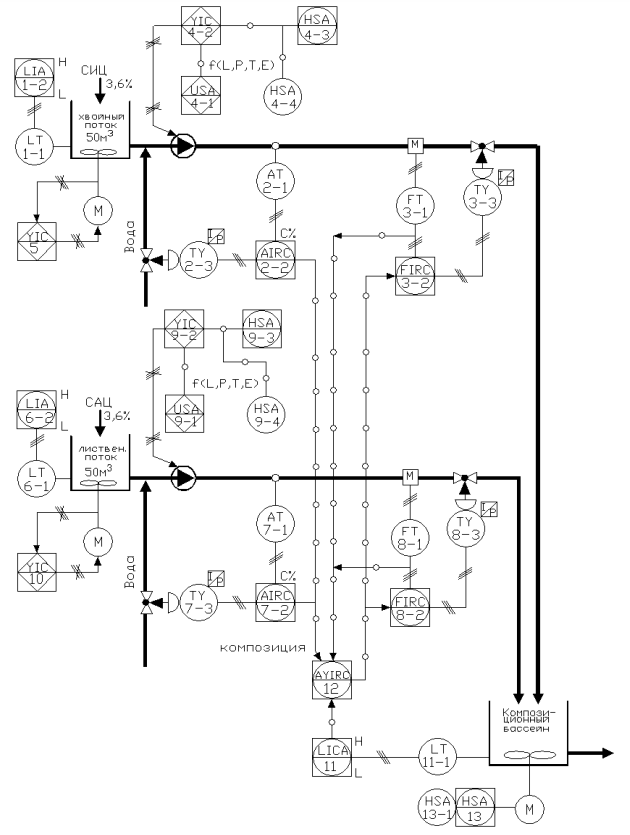 YIC
4-2
HSA
4-3
LIA
1-2
H
L
СИЦ
3,6%
f(L,P,T,E)
USA
4-1
HSA
4-4
хвойный
поток
50м³
LT
1-1
M
AT
2-1
FT
3-1
TY
3-3
I/P
M
YIC
5
Вода
TY
2-3
I/P
AIRC
2-2
C%
FIRC
3-2
YIC
9-2
HSA
9-3
f(L,P,T,E)
USA
9-1
HSA
9-4
LIA
6-2
H
L
САЦ
3,6%
листвен.
поток
50м³
LT
6-1
M
AT
7-1
FT
8-1
TY
8-3
I/P
M
YIC
10
Вода
TY
7-3
I/P
AIRC
7-2
C%
FIRC
8-2
композиция
AYIRC
12
Компози-
ционный
бассейн
LICA
11
H
L
LT
11-1
HSA
13-1
HSA
13
M